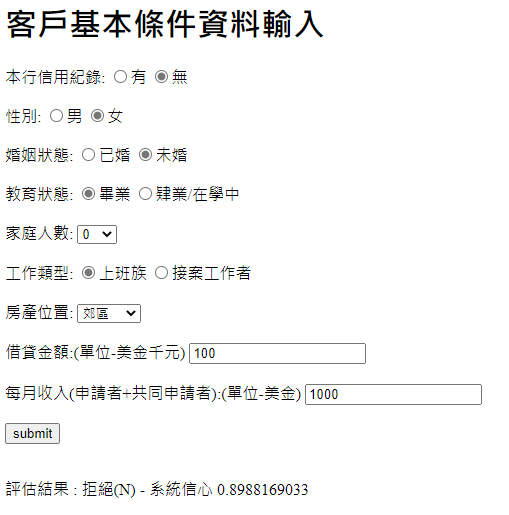 客戶基本條件資料輸入
本行信用紀錄: 有 無
性別: 男 女
婚姻狀態: 已婚 未婚
教育狀態: 畢業 肄業/在學中
家庭人數: 0
工作類型: 上班族 接案工作者
房產位置: 郊區
借貸金額:(單位-美金千元) 100
每月收入(申請者+共同申請者):(單位-美金) 1000
submit
評估結果 : 拒絕(N) - 系統信心 0.8988169033